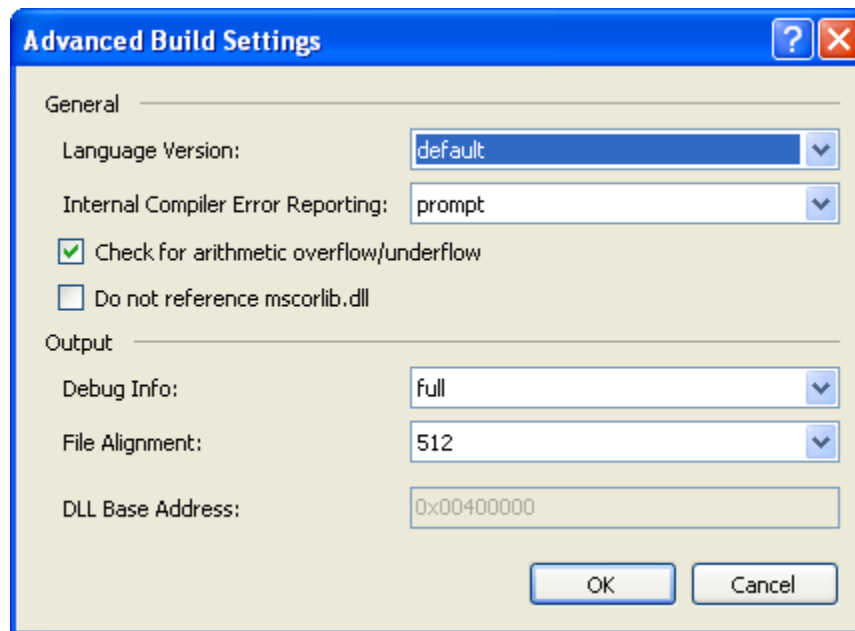 Advanced Build Settings
General
Language Version: default
Internal Compiler Error Reporting: prompt
Check for arithmetic overflow/underflow
Do not reference mscorlib.dll
Output
Debug Info: full
File Alignment: 512
DLL Base Address: 0x00400000
OK Cancel